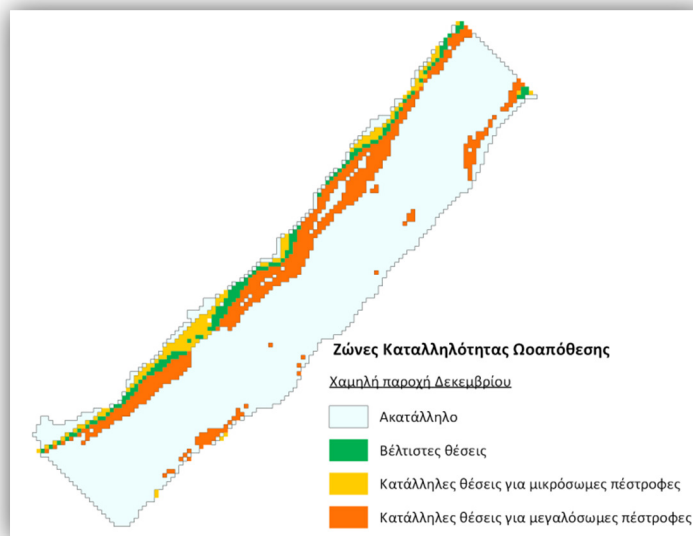 Ζώνες Καταλληλότητας Ωοαπόθεσης
Χαμηλή παροχή Δεκεμβρίου
Ακατάλληλο
Βέλτιστες θέσεις
Κατάλληλες θέσεις για μικρόσωμες πέστροφες
Κατάλληλες θέσεις για μεγαλόσωμες πέστροφες